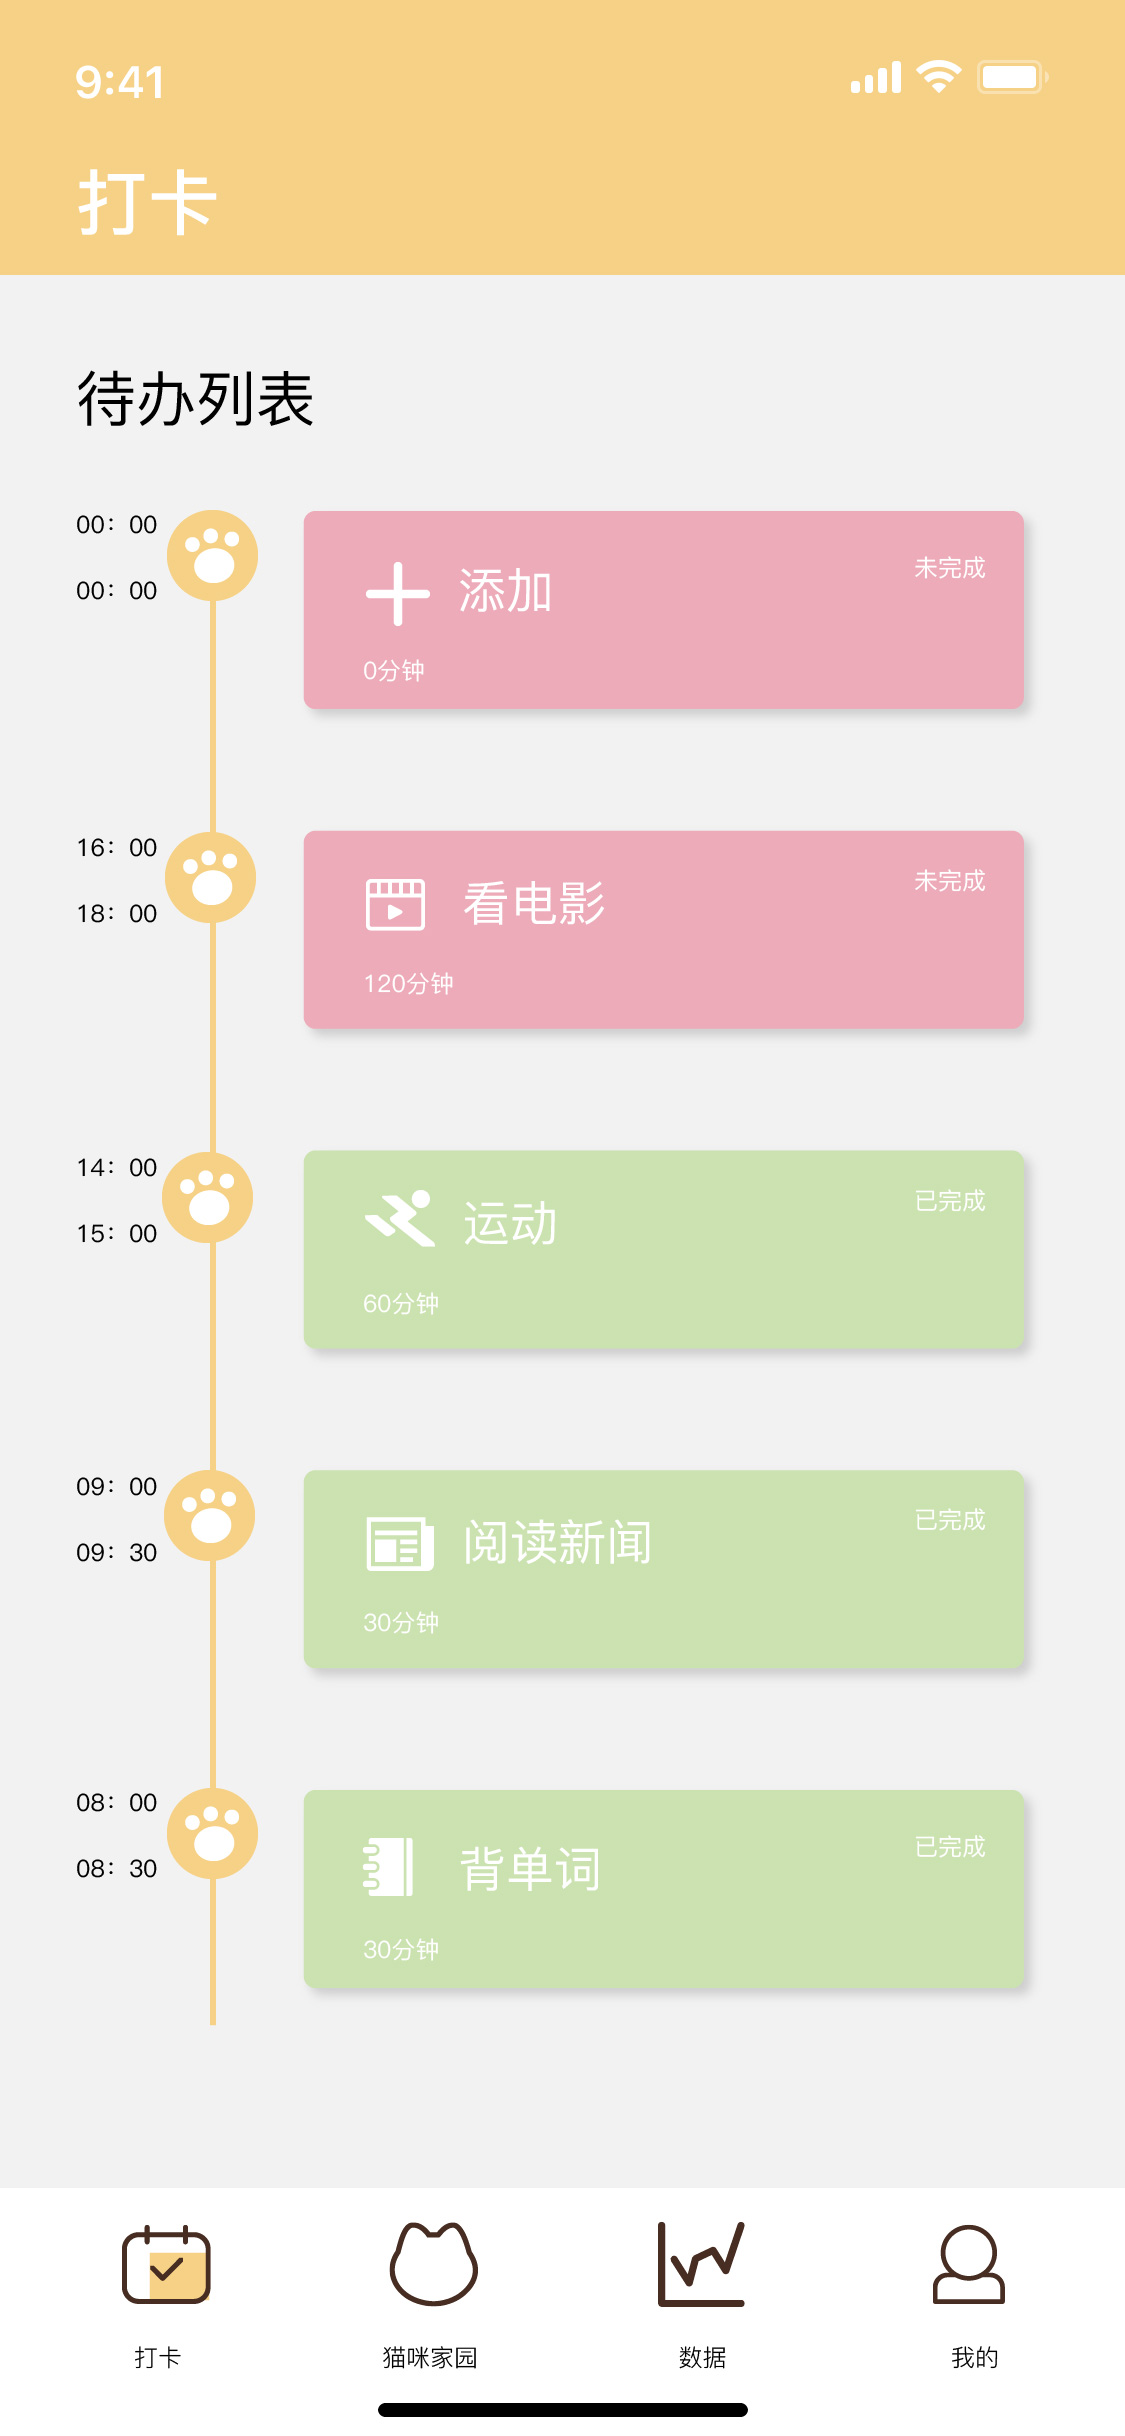 9:41
打卡
待办列表
00：00
00：00
添加
未完成
0分钟
16：00
18：00
看电影
未完成
120分钟
14：00
15：00
运动
已完成
60分钟
09：00
09：30
阅读新闻
已完成
30分钟
08：00
08：30
背单词
已完成
30分钟
打卡 猫咪家园 数据 我的